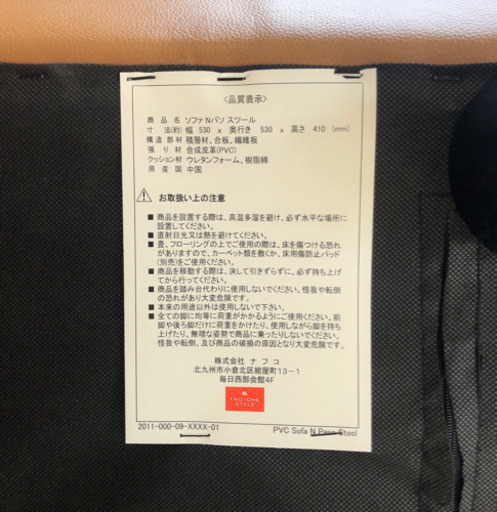 <品質表示>
商 品 名 ソファ Nパソ スツール
寸 法(約) 幅 530 x 奥行き 530 x 高さ 410 (mm)
構 造 部 材 積層材、合板、繊維板
張 り 材 合成皮革(PVC)
クッション材 ウレタンフォーム、樹脂綿
原 産 国 中国
お取扱い上の注意
■ 商品を設置する際は、高温多湿を避け、必ず水平な場所に
設置してください。
■ 直射日光又は熱を避けてください。
■ 畳、フローリングの上でご使用の際は、床を傷つける恐れ
がありますので、カーペット類を敷くか、床用傷防止パッド
(別売)をご使用ください。
■ 商品を移動する際は、決して引きずらずに、必ず持ち上げ
てから行ってください。
■ 商品を踏み台代わりに使用しないでください。怪我や転倒
の恐れがあり大変危険です。
■ 本来の用途以外は使用しないで下さい。
■ 全ての脚に均等に荷重がかかるようにご使用ください。前
脚や後ろ脚だけに荷重をかけたり、使用しながら脚を持ち上
げたり、無理な姿勢で商品に乗ったりしないでください。
怪我や転倒、及び商品の破損の原因となり大変危険です。
株式会社 ナフコ
北九州市小倉北区紺屋町13-1
毎日西部会館4F
TWO-ONE
STYLE
2011-000-09-XXXX-01
PVC Sofa N Paso Stool